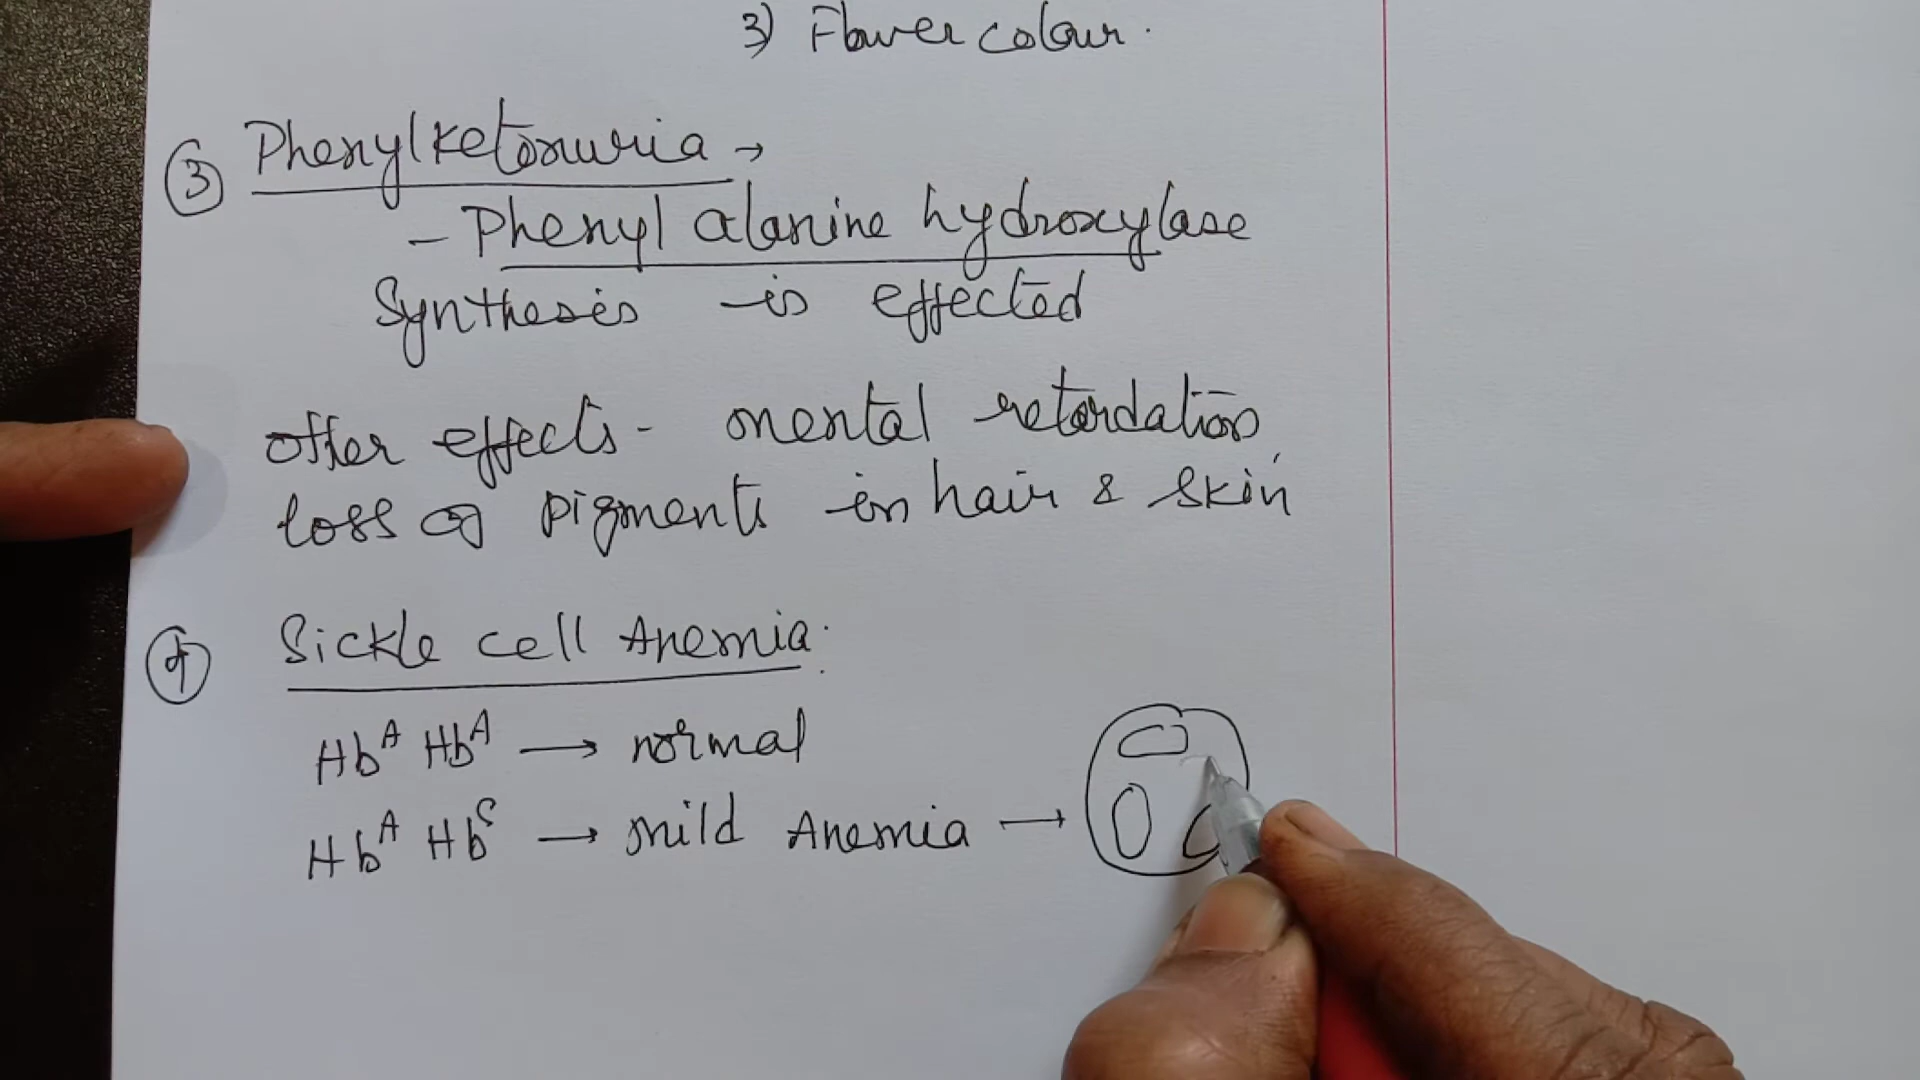 3) Flower colour.
③ Phenylketonuria →
- Phenyl alanine hydroxylase
Synthesis is effected
other effects - mental retardation
loss of pigments in hair & skin
④ Sickle cell Anemia.
Hb^A Hb^A → normal
Hb^A Hb^S → mild Anemia →